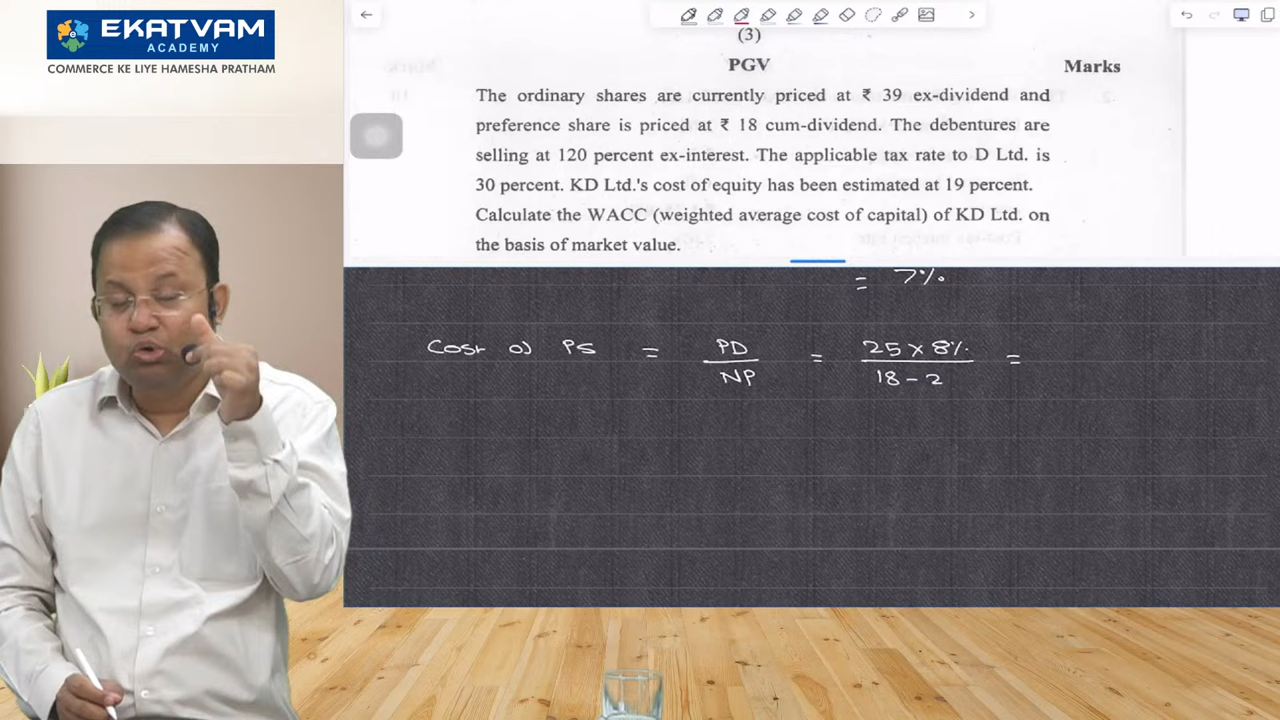 EKATVAM
ACADEMY
COMMERCE KE LIYE HAMESHA PRATHAM
(3)
PGV
Marks
The ordinary shares are currently priced at ₹ 39 ex-dividend and
preference share is priced at ₹ 18 cum-dividend. The debentures are
selling at 120 percent ex-interest. The applicable tax rate to D Ltd. is
30 percent. KD Ltd.'s cost of equity has been estimated at 19 percent.
Calculate the WACC (weighted average cost of capital) of KD Ltd. on
the basis of market value.
= 7%
Cost of PS = PD / NP = 25 × 8% / 18 - 2 =